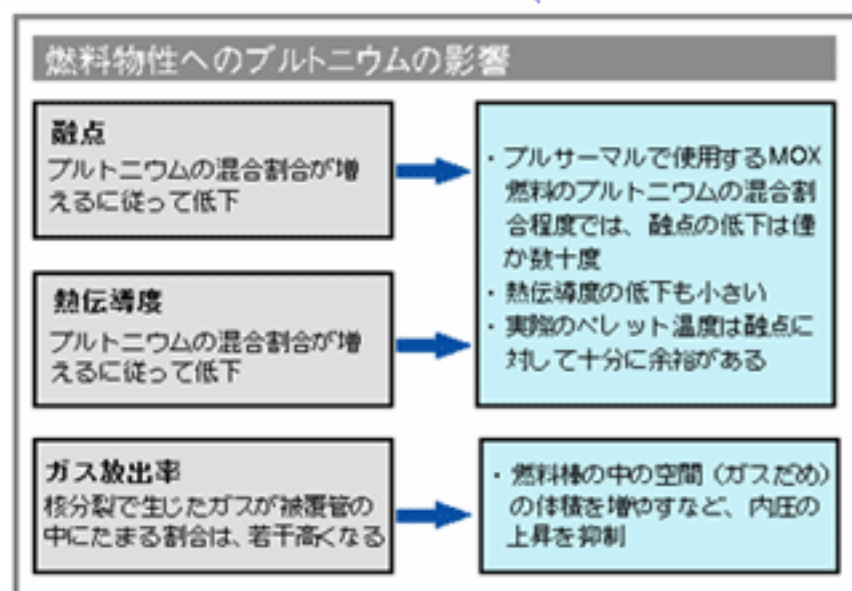 燃料物性へのプルトニウムの影響
融点
プルトニウムの混合割合が増
えるに従って低下
・プルサーマルで使用するMOX
燃料のプルトニウムの混合割
合程度では、融点の低下は僅
か数十度
・熱伝導度の低下も小さい
・実際のペレット温度は融点に
対して十分に余裕がある
熱伝導度
プルトニウムの混合割合が増
えるに従って低下
ガス放出率
核分裂で生じたガスが被覆管の
中にたまる割合は、若干高くなる
・燃料棒の中の空間（ガスだめ）
の体積を増やすなど、内圧の
上昇を抑制